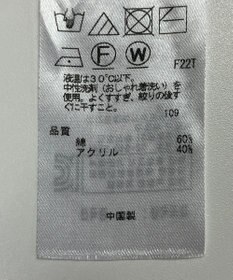 F W
F22T
液温は30℃以下、
中性洗剤(おしゃれ着洗い)を
使用。よくすすぎ、絞りの後す
ぐに干すこと。
109
品質
綿 60%
アクリル 40%
中国製